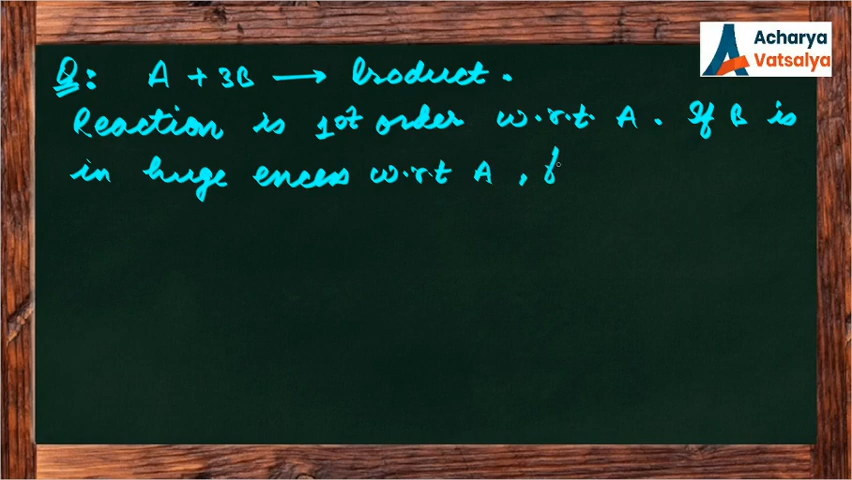 Acharya
Vatsalya
Q: A + 3B → Product.
Reaction is 1st order w.r.t. A. If B is
in huge excess w.r.t A, f